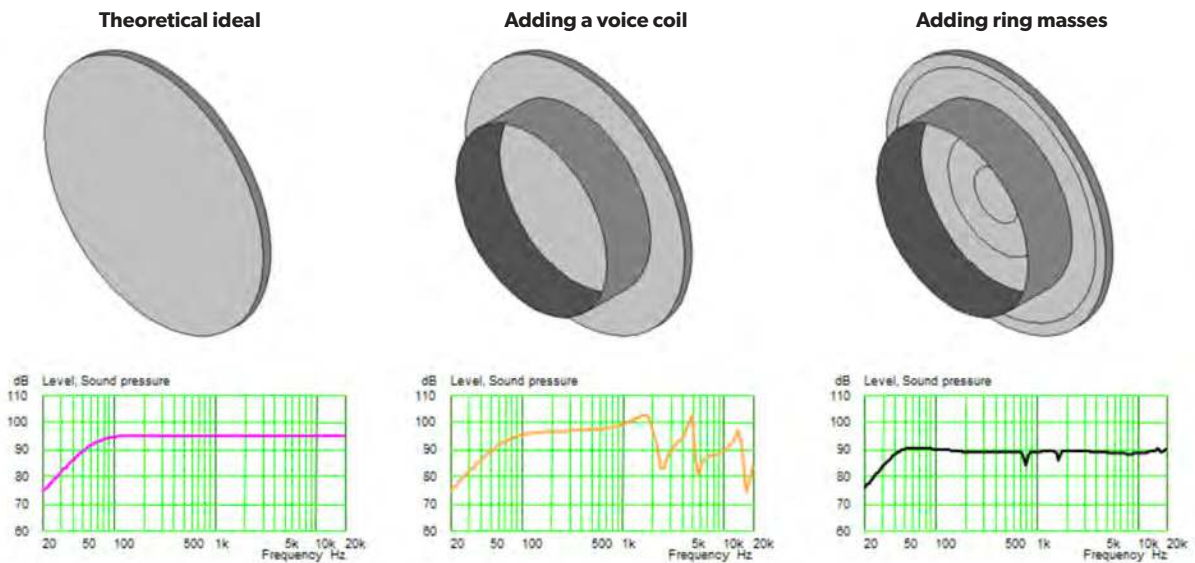 Theoretical ideal
Adding a voice coil
Adding ring masses
dB Level, Sound pressure
110
100
90
80
70
60
20 50 100 500 1k 5k 10k 20k
Frequency Hz
dB Level, Sound pressure
110
100
90
80
70
60
20 50 100 500 1k 5k 10k 20k
Frequency Hz
dB Level, Sound pressure
110
100
90
80
70
60
20 50 100 500 1k 5k 10k 20k
Frequency Hz